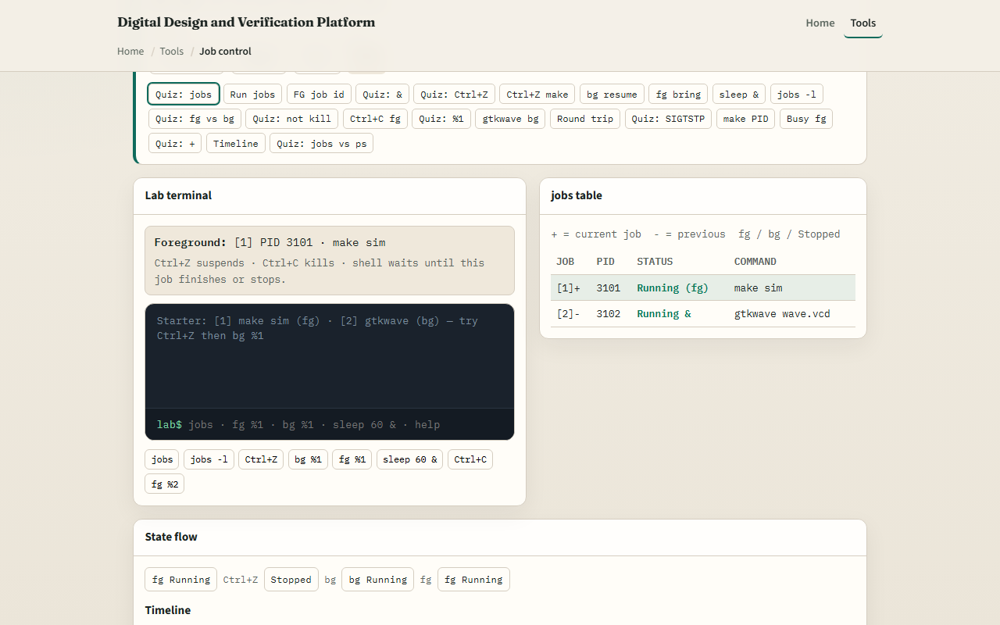 Digital Design and Verification Platform
Home Tools
Home / Tools / Job control
Quiz: jobs Run jobs FG job id Quiz: & Quiz: Ctrl+Z Ctrl+Z make bg resume fg bring sleep & jobs -l
Quiz: fg vs bg Quiz: not kill Ctrl+C fg Quiz: %1 gtkwave bg Round trip Quiz: SIGTSTP make PID Busy fg
Quiz: + Timeline Quiz: jobs vs ps
Lab terminal
Foreground: [1] PID 3101 · make sim
Ctrl+Z suspends · Ctrl+C kills · shell waits until this
job finishes or stops.
Starter: [1] make sim (fg) · [2] gtkwave (bg) — try
Ctrl+Z then bg %1
lab$ jobs · fg %1 · bg %1 · sleep 60 & · help
jobs jobs -l Ctrl+Z bg %1 fg %1 sleep 60 & Ctrl+C
fg %2
jobs table
+ = current job - = previous fg / bg / Stopped
JOB PID STATUS COMMAND
[1]+ 3101 Running (fg) make sim
[2]- 3102 Running & gtkwave wave.vcd
State flow
fg Running Ctrl+Z Stopped bg bg Running fg fg Running
Timeline